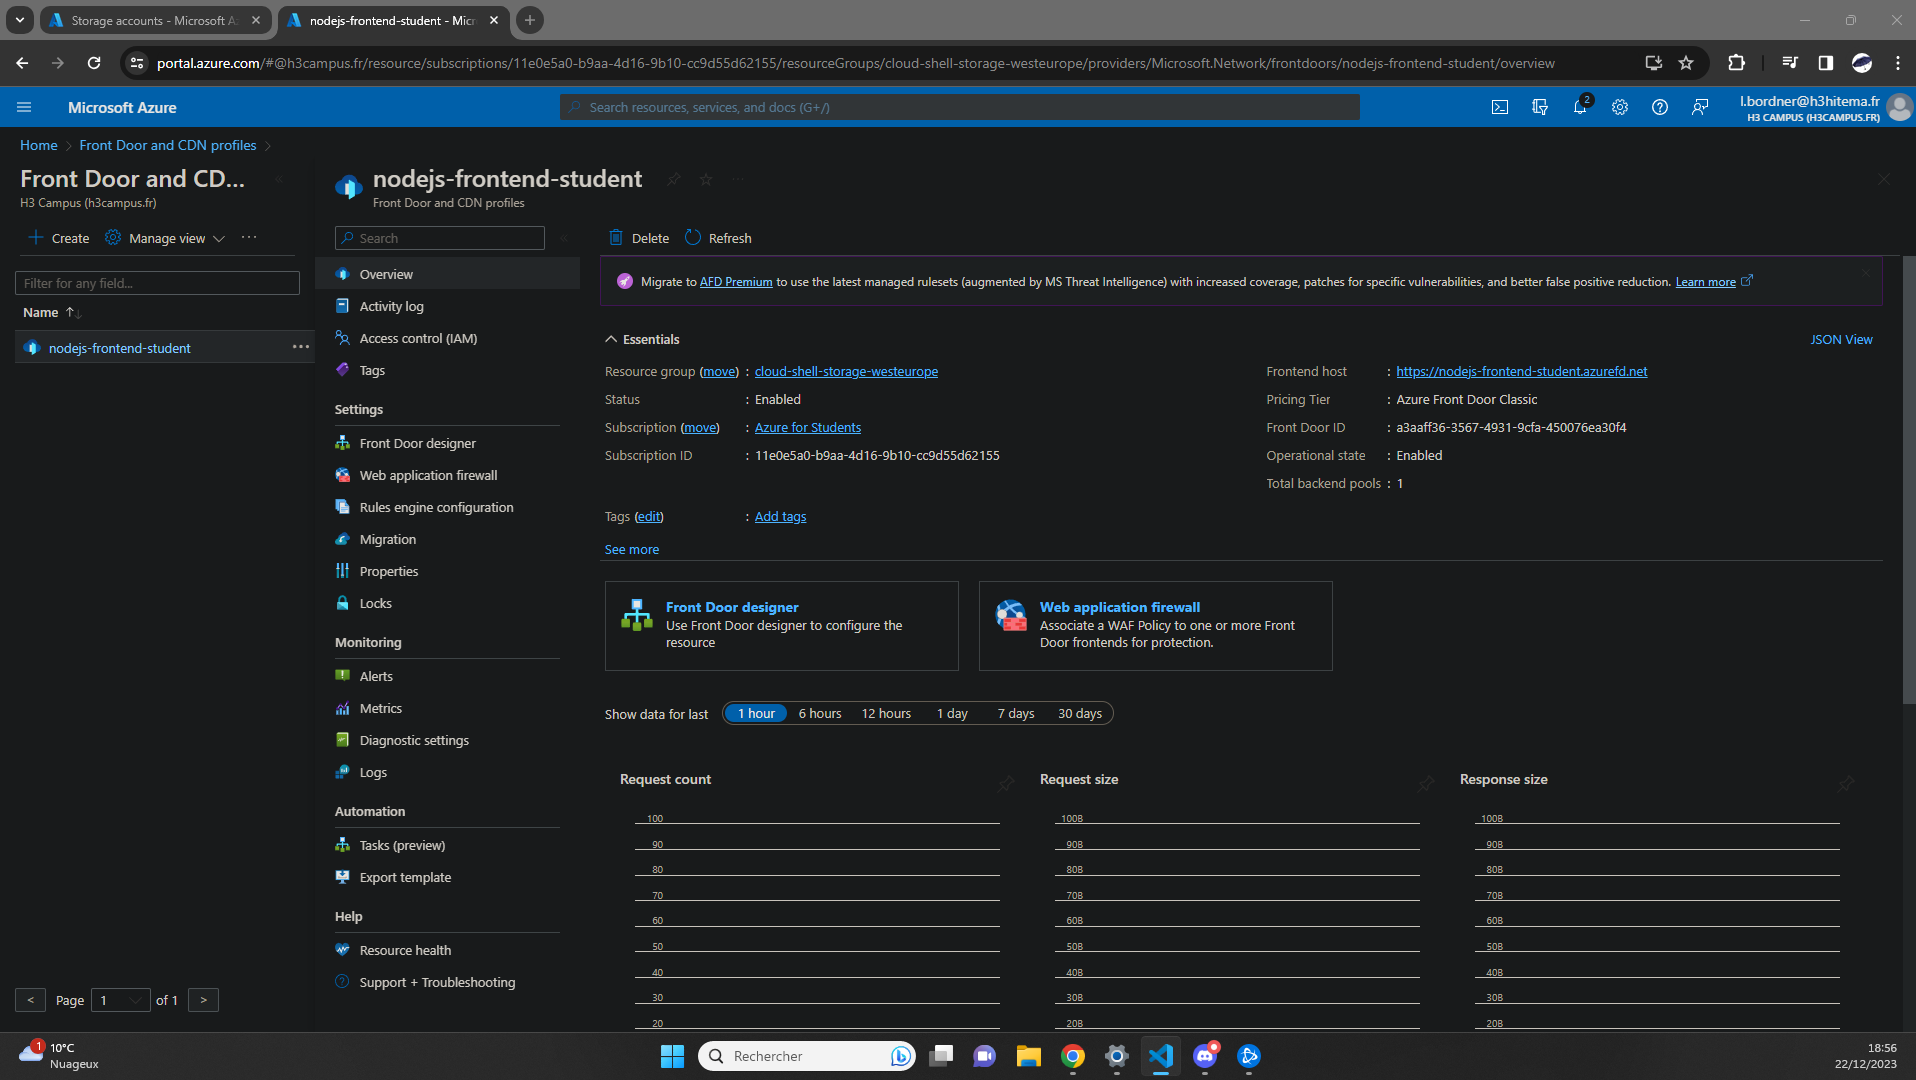 Storage accounts - Microsoft A
nodejs-frontend-student - Micr
portal.azure.com/#@h3campus.fr/resource/subscriptions/11e0e5a0-b9aa-4d16-9b10-cc9d55d62155/resourceGroups/cloud-shell-storage-westeurope/providers/Microsoft.Network/frontdoors/nodejs-frontend-student/overview
Microsoft Azure
Search resources, services, and docs (G+/)
2
l.bordner@h3hitema.fr
H3 CAMPUS (H3CAMPUS.FR)
Home > Front Door and CDN profiles >
Front Door and CD...
H3 Campus (h3campus.fr)
Create
Manage view
Filter for any field...
Name
nodejs-frontend-student
< Page 1 of 1 >
nodejs-frontend-student
Front Door and CDN profiles
Search
Overview
Activity log
Access control (IAM)
Tags
Settings
Front Door designer
Web application firewall
Rules engine configuration
Migration
Properties
Locks
Monitoring
Alerts
Metrics
Diagnostic settings
Logs
Automation
Tasks (preview)
Export template
Help
Resource health
Support + Troubleshooting
Delete
Refresh
Migrate to AFD Premium to use the latest managed rulesets (augmented by MS Threat Intelligence) with increased coverage, patches for specific vulnerabilities, and better false positive reduction. Learn more
Essentials
JSON View
Resource group (move) : cloud-shell-storage-westeurope
Status : Enabled
Subscription (move) : Azure for Students
Subscription ID : 11e0e5a0-b9aa-4d16-9b10-cc9d55d62155
Frontend host : https://nodejs-frontend-student.azurefd.net
Pricing Tier : Azure Front Door Classic
Front Door ID : a3aaff36-3567-4931-9cfa-450076ea30f4
Operational state : Enabled
Total backend pools : 1
Tags (edit) : Add tags
See more
Front Door designer
Use Front Door designer to configure the
resource
Web application firewall
Associate a WAF Policy to one or more Front
Door frontends for protection.
Show data for last
1 hour
6 hours
12 hours
1 day
7 days
30 days
Request count
100
90
80
70
60
50
40
30
20
Request size
100B
90B
80B
70B
60B
50B
40B
30B
20B
Response size
100B
90B
80B
70B
60B
50B
40B
30B
20B
1
10°C
Nuageux
Rechercher
18:56
22/12/2023